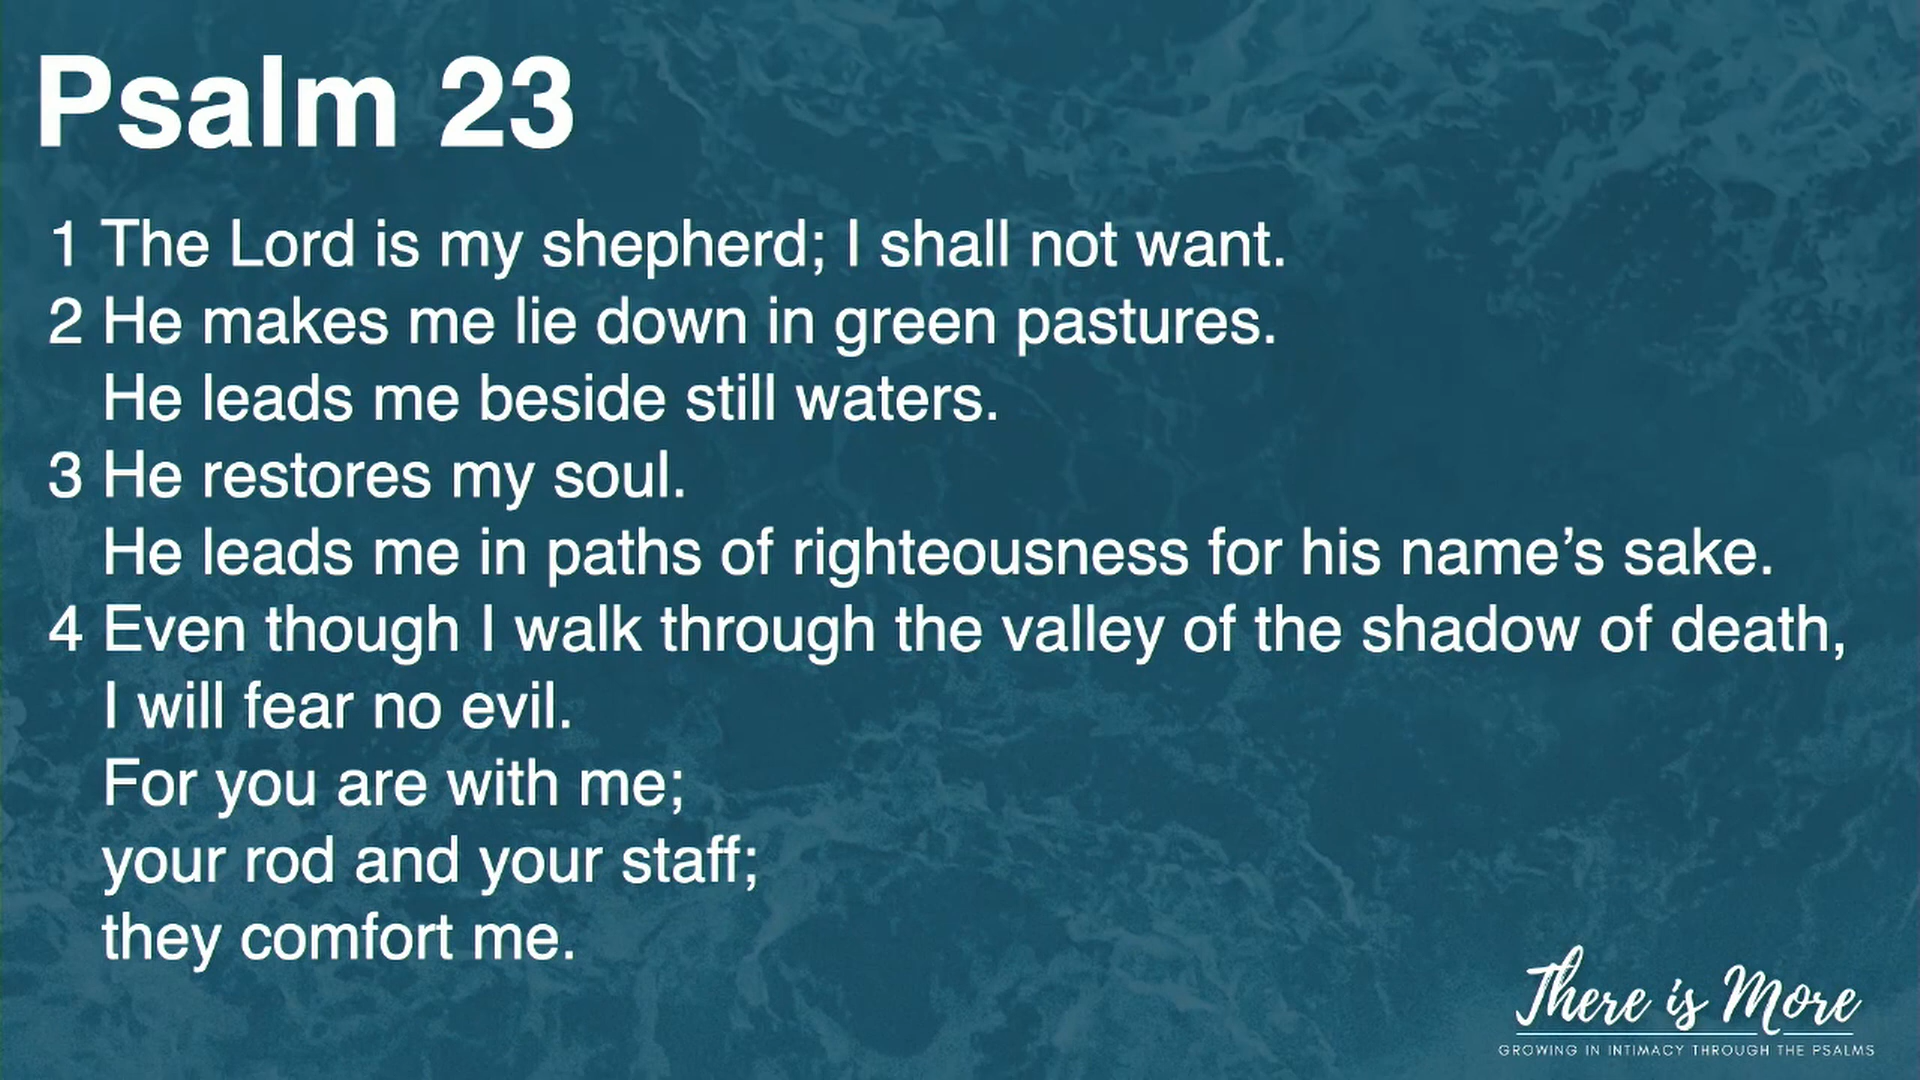 Psalm 23
1 The Lord is my shepherd; I shall not want.
2 He makes me lie down in green pastures.
He leads me beside still waters.
3 He restores my soul.
He leads me in paths of righteousness for his name’s sake.
4 Even though I walk through the valley of the shadow of death,
I will fear no evil.
For you are with me;
your rod and your staff;
they comfort me.
There is More
GROWING IN INTIMACY THROUGH THE PSALMS